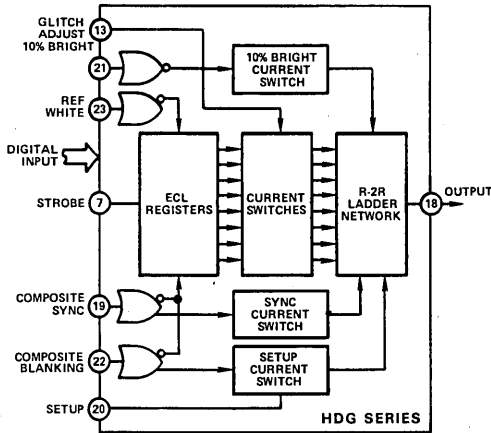 GLITCH
ADJUST
10% BRIGHT
13
21
10% BRIGHT
CURRENT
SWITCH
REF
WHITE
23
DIGITAL
INPUT
STROBE
7
ECL
REGISTERS
CURRENT
SWITCHES
R-2R
LADDER
NETWORK
18
OUTPUT
COMPOSITE
SYNC
19
SYNC
CURRENT
SWITCH
COMPOSITE
BLANKING
22
SETUP
CURRENT
SWITCH
SETUP
20
HDG SERIES